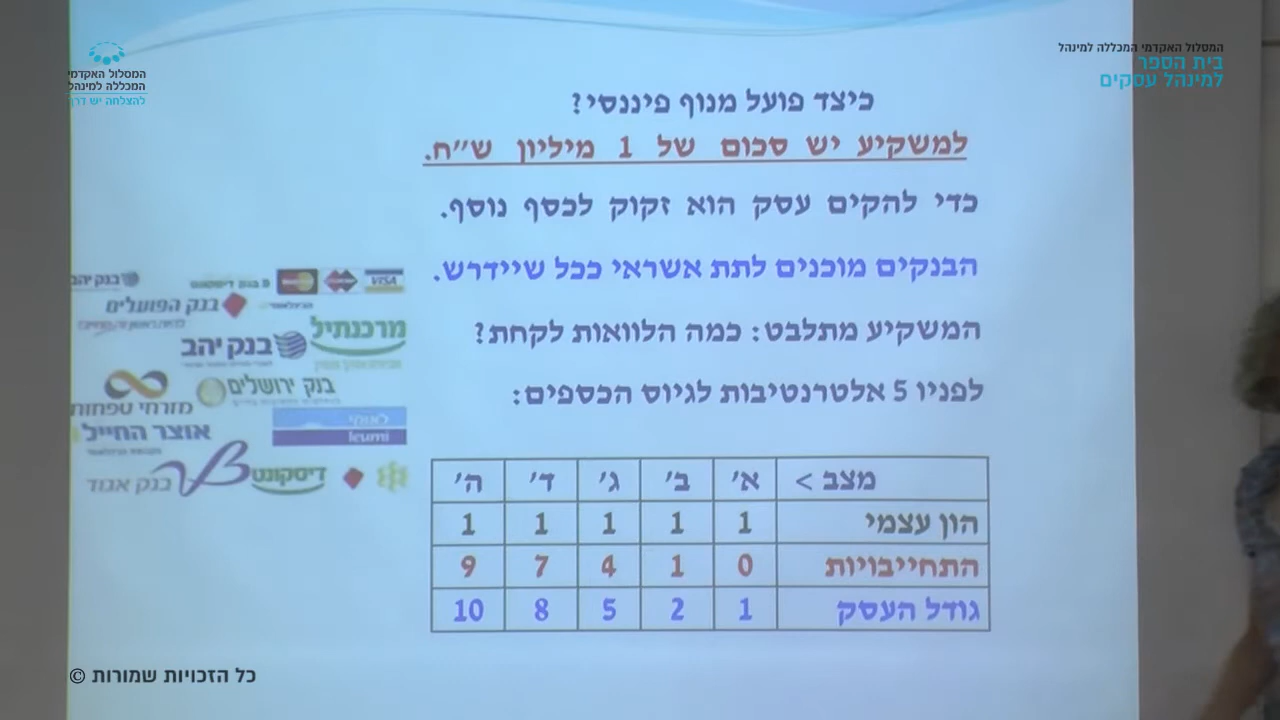 המסלול האקדמי המכללה למינהל
בית הספר
למינהל עסקים
המסלול האקדמי
המכללה למינהל
להצלחה יש דרך
כיצד פועל מנוף פיננסי?
למשקיע יש סכום של 1 מיליון ש״ח.
כדי להקים עסק הוא זקוק לכסף נוסף.
הבנקים מוכנים לתת אשראי ככל שיידרש.
המשקיע מתלבט: כמה הלוואות לקחת?
לפניו 5 אלטרנטיבות לגיוס הכספים:
מצב > א׳ ב׳ ג׳ ד׳ ה׳
הון עצמי 1 1 1 1 1
התחייבויות 0 1 4 7 9
גודל העסק 1 2 5 8 10
VISA בנק דיסקונט בנק יהב
בנק הפועלים
מרכנתיל
בנק יהב
בנק ירושלים
מזרחי טפחות
לאומי
leumi
אוצר החייל
דיסקונט
בנק אגוד
כל הזכויות שמורות ©